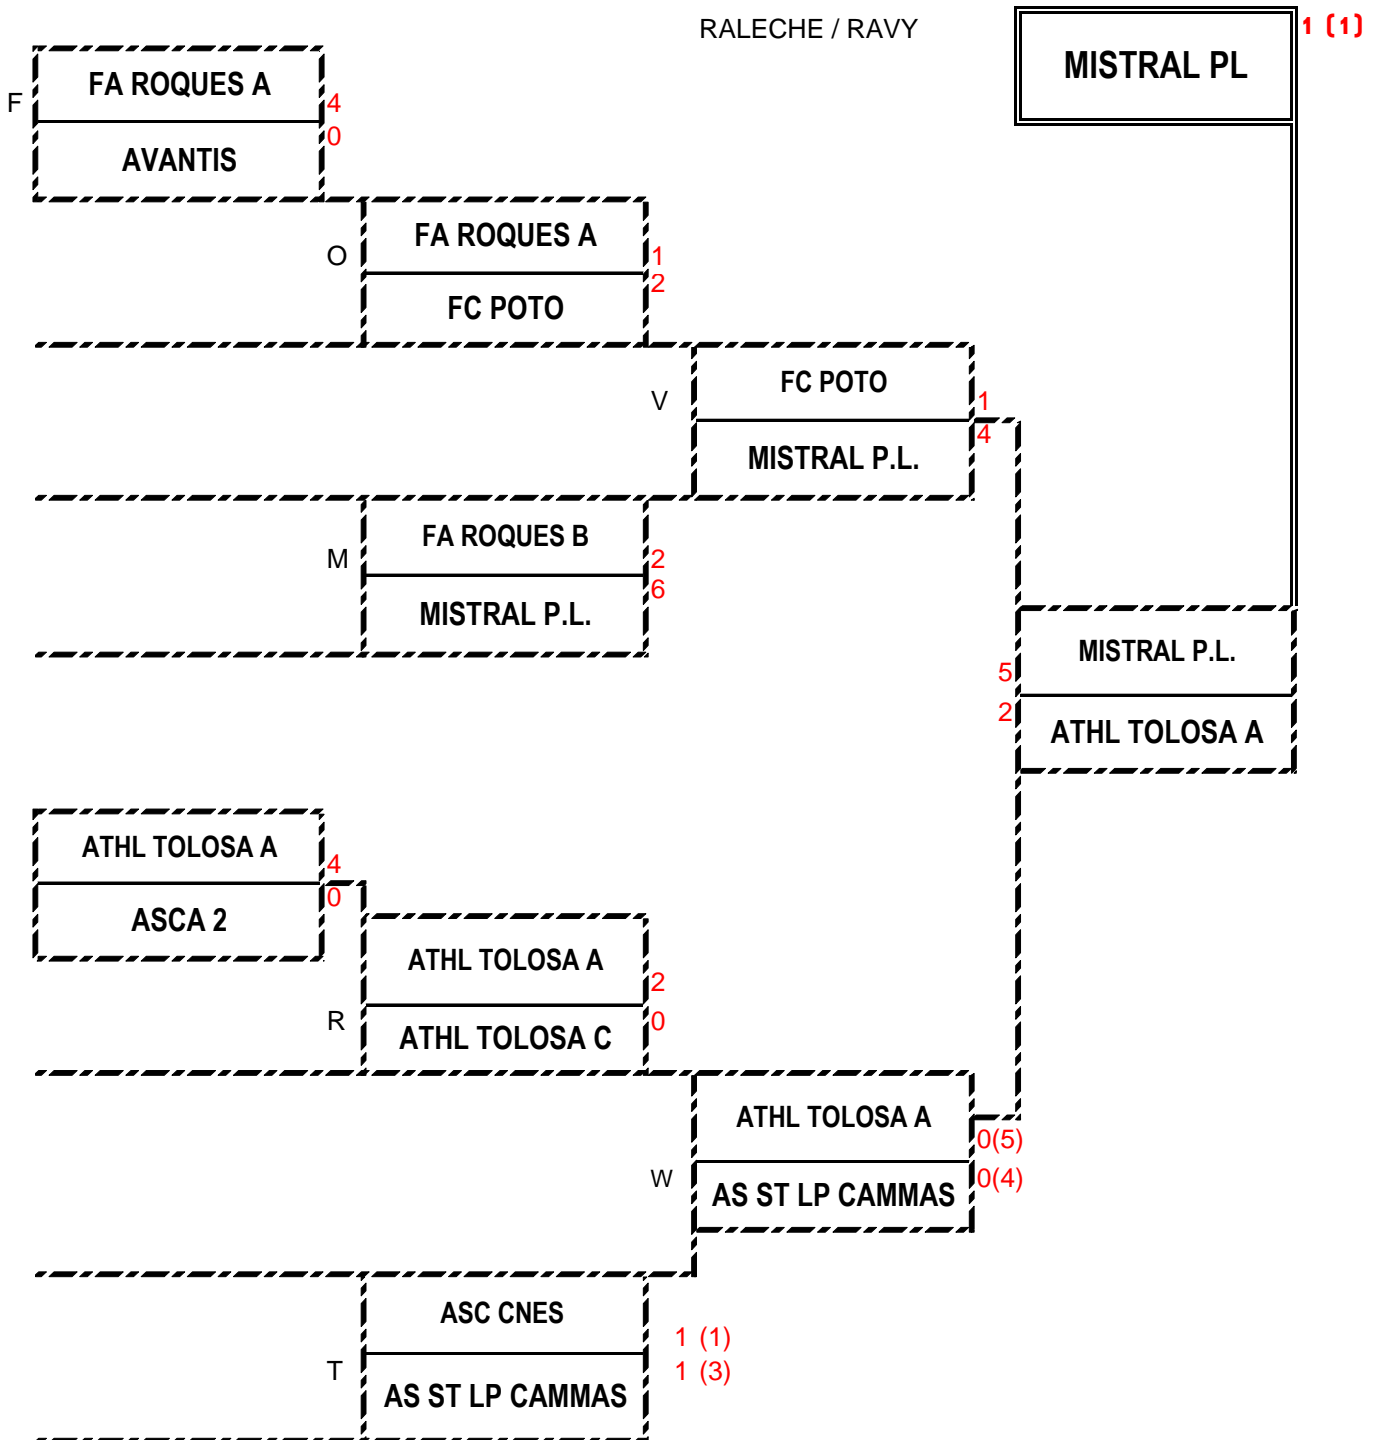 RALECHE / RAVY
MISTRAL PL
1 (1)
F
FA ROQUES A
4
0
AVANTIS
O
FA ROQUES A
1
2
FC POTO
V
FC POTO
1
4
MISTRAL P.L.
M
FA ROQUES B
2
6
MISTRAL P.L.
MISTRAL P.L.
5
2
ATHL TOLOSA A
ATHL TOLOSA A
4
0
ASCA 2
ATHL TOLOSA A
2
0
R
ATHL TOLOSA C
ATHL TOLOSA A
0(5)
0(4)
W
AS ST LP CAMMAS
ASC CNES
1 (1)
1 (3)
T
AS ST LP CAMMAS